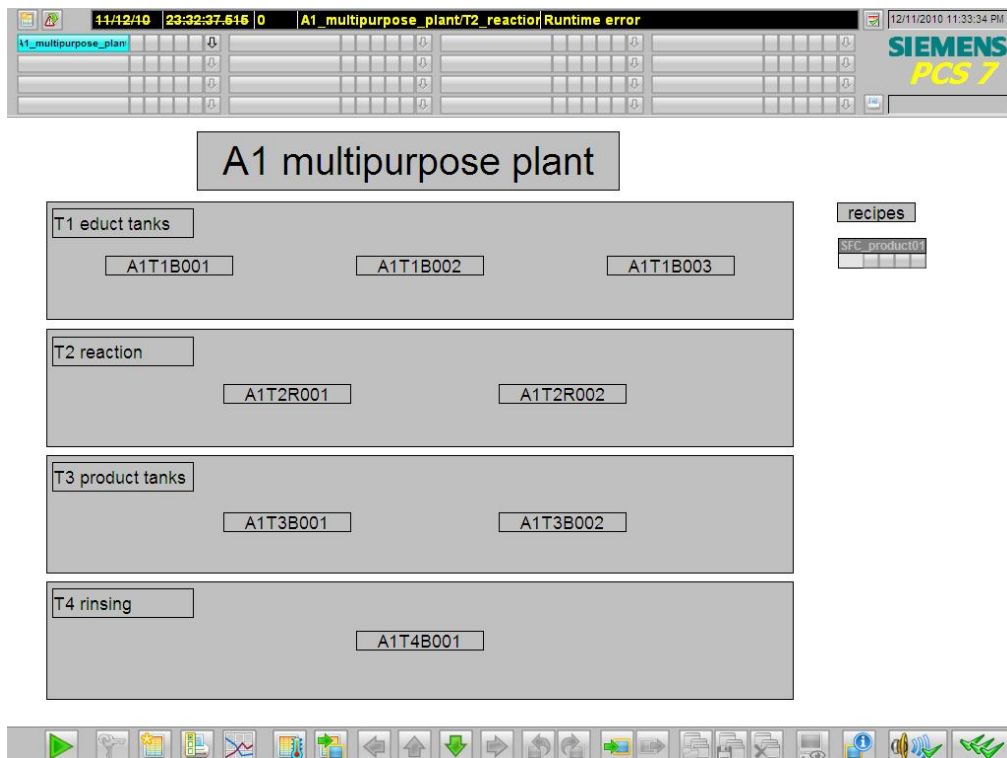 11/12/10 23:32:37.515 0 A1_multipurpose_plant/T2_reaction Runtime error 12/11/2010 11:33:34 PM
A1_multipurpose_plant
SIEMENS
PCS 7
A1 multipurpose plant
T1 educt tanks
A1T1B001 A1T1B002 A1T1B003
recipes
SFC_product01
T2 reaction
A1T2R001 A1T2R002
T3 product tanks
A1T3B001 A1T3B002
T4 rinsing
A1T4B001